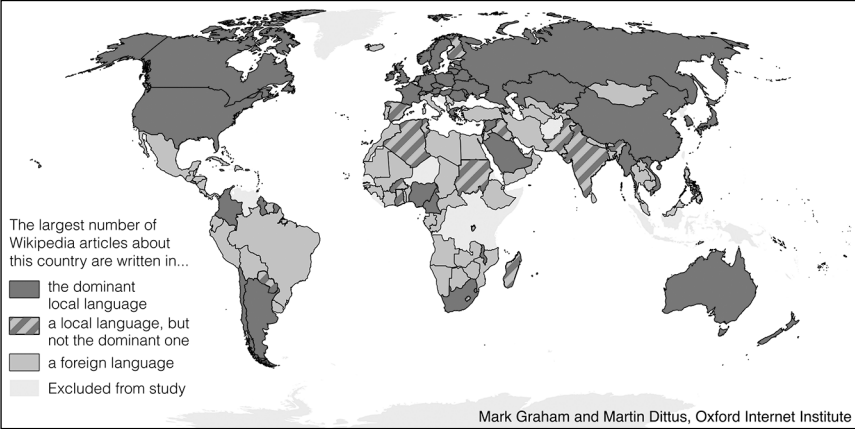 The largest number of
Wikipedia articles about
this country are written in...
the dominant
local language
a local language, but
not the dominant one
a foreign language
Excluded from study
Mark Graham and Martin Dittus, Oxford Internet Institute